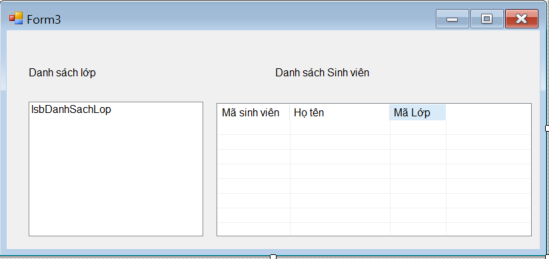 Form3
Danh sách lớp
Danh sách Sinh viên
lsbDanhSachLop
Mã sinh viên Họ tên Mã Lớp